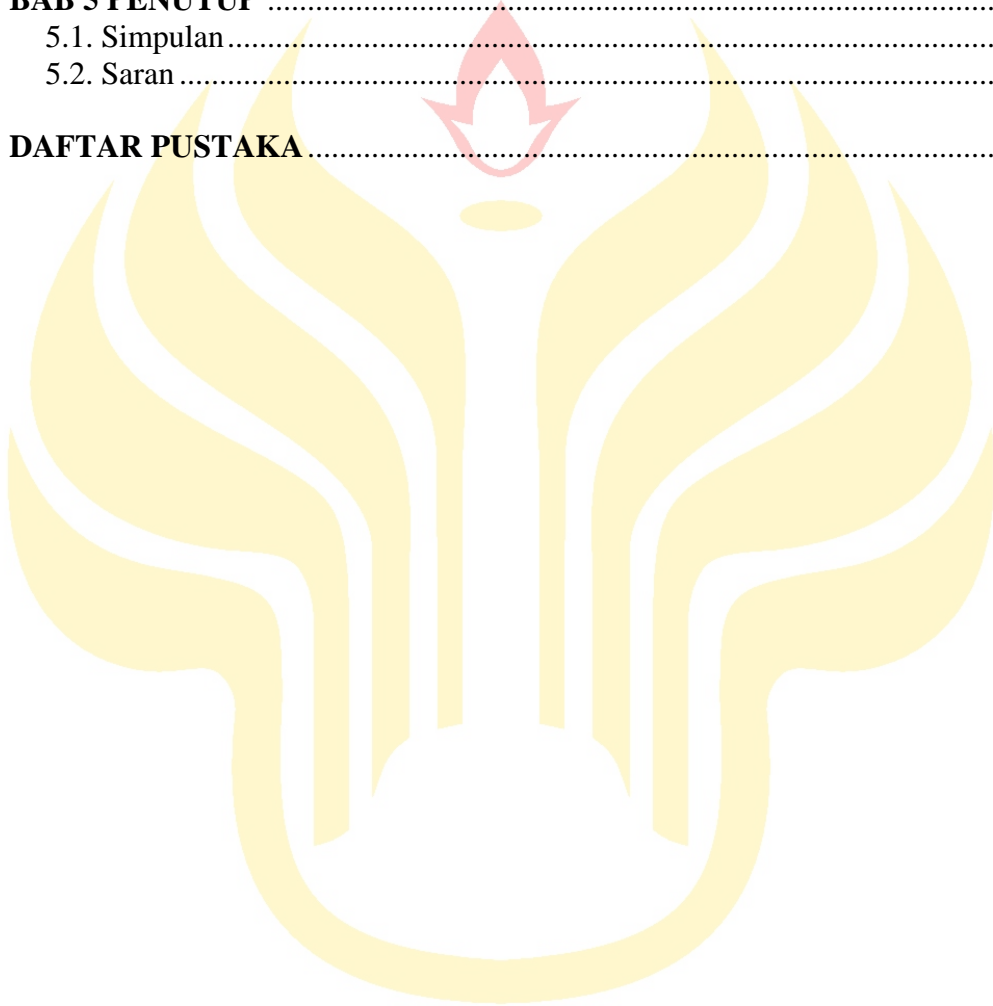 BAB 5 PENUTUP ..........................................................................................
5.1. Simpulan ..........................................................................................
5.2. Saran ..........................................................................................
DAFTAR PUSTAKA ..........................................................................................